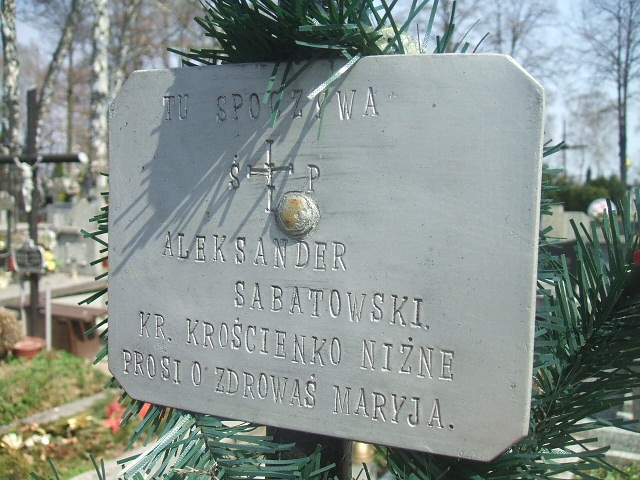 TU SPOCZYWA
Ś P
ALEKSANDER
SABATOWSKI.
KR. KROŚCIENKO NIŻNE
PROSI O ZDROWAŚ MARYJA.